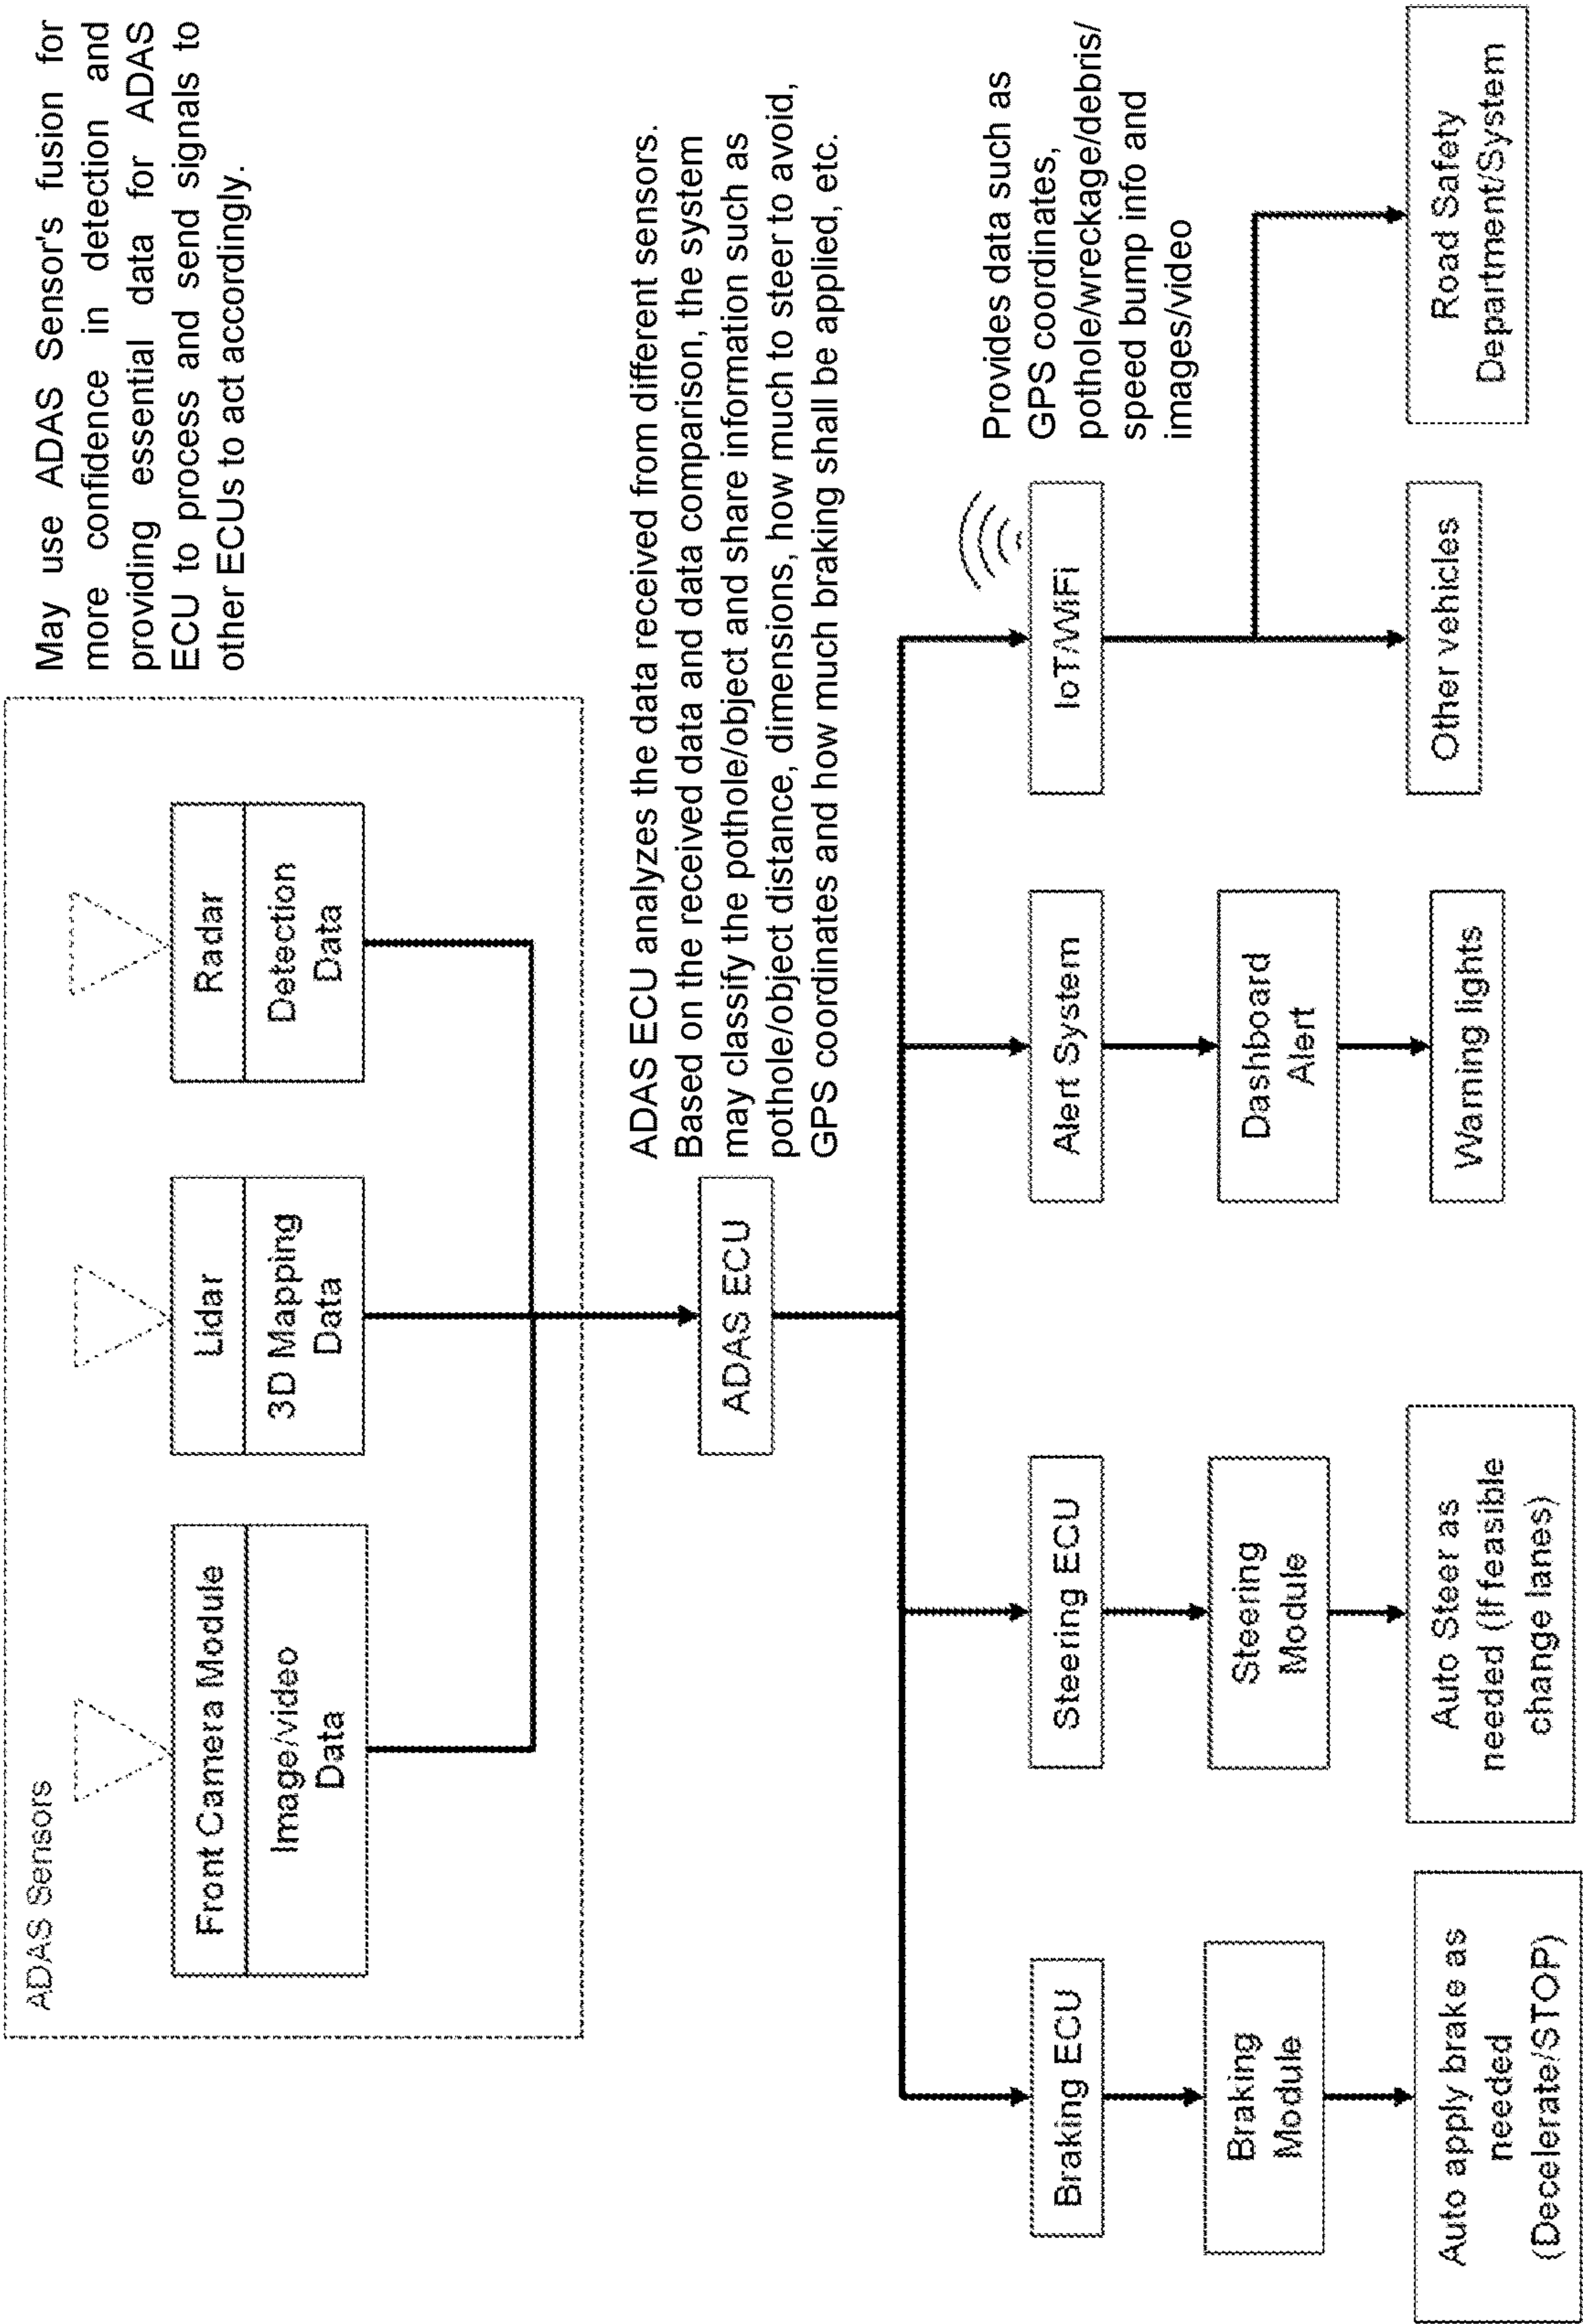 ADAS Sensors
May use ADAS Sensor's fusion for
more confidence in detection and
providing essential data for ADAS
ECU to process and send signals to
other ECUs to act accordingly.
Front Camera Module
Image/video
Data
Lidar
3D Mapping
Data
Radar
Detection
Data
ADAS ECU
ADAS ECU analyzes the data received from different sensors.
Based on the received data and data comparison, the system
may classify the pothole/object and share information such as
pothole/object distance, dimensions, how much to steer to avoid,
GPS coordinates and how much braking shall be applied, etc.
Braking ECU
Braking
Module
Auto apply brake as
needed
(Decelerate/STOP)
Steering ECU
Steering
Module
Auto Steer as
needed (If feasible
change lanes)
Alert System
Dashboard
Alert
Warning lights
IoT/WiFi
Provides data such as
GPS coordinates,
pothole/wreckage/debris/
speed bump info and
images/video
Other vehicles
Road Safety
Department/System